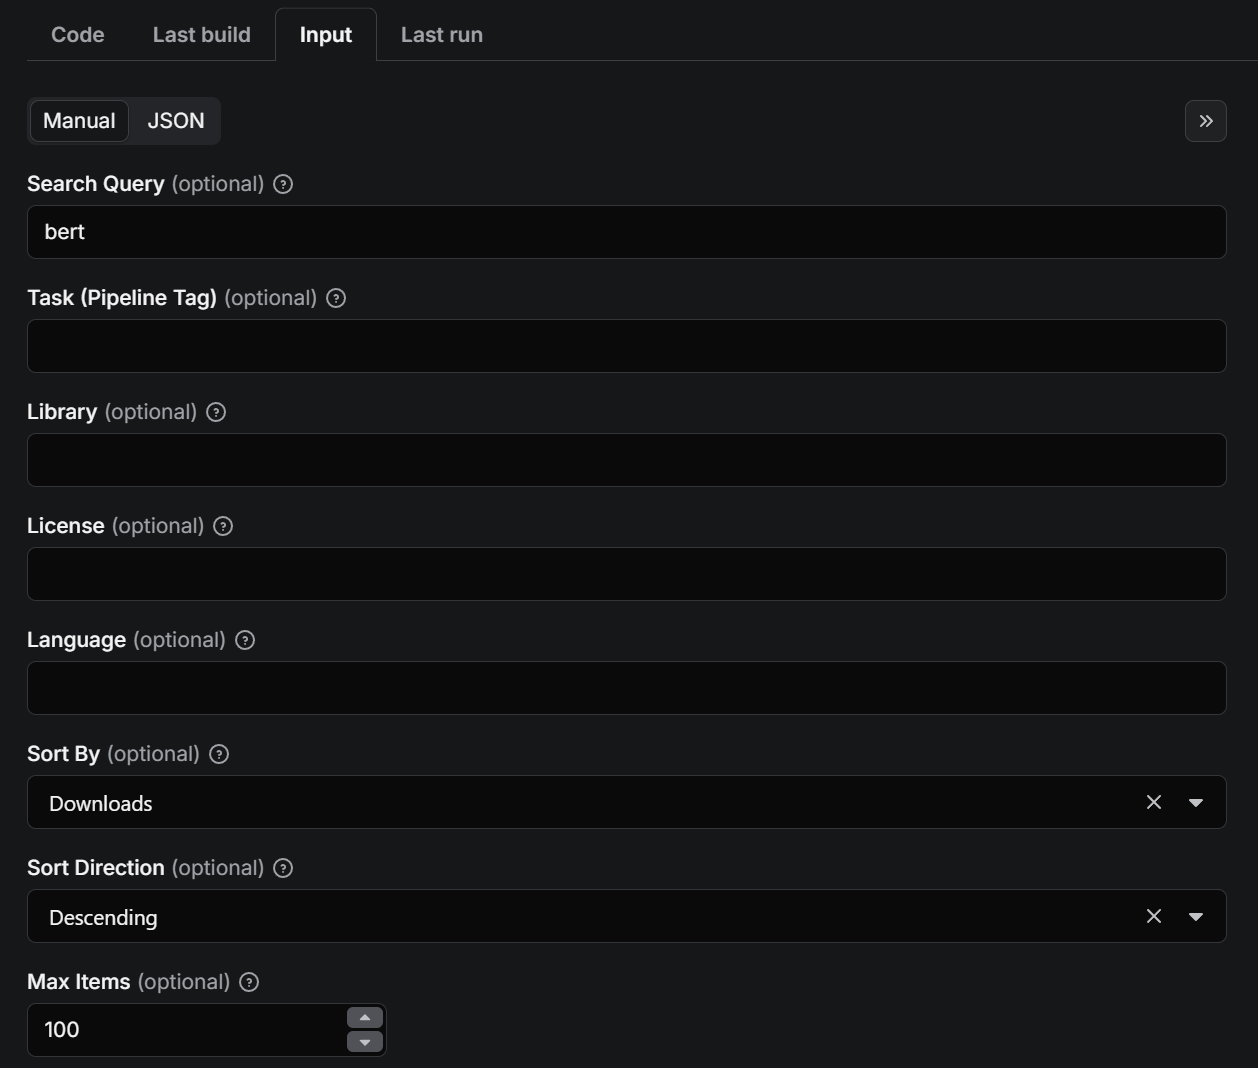 Code Last build Input Last run
Manual JSON
Search Query (optional)
bert
Task (Pipeline Tag) (optional)
Library (optional)
License (optional)
Language (optional)
Sort By (optional)
Downloads
Sort Direction (optional)
Descending
Max Items (optional)
100